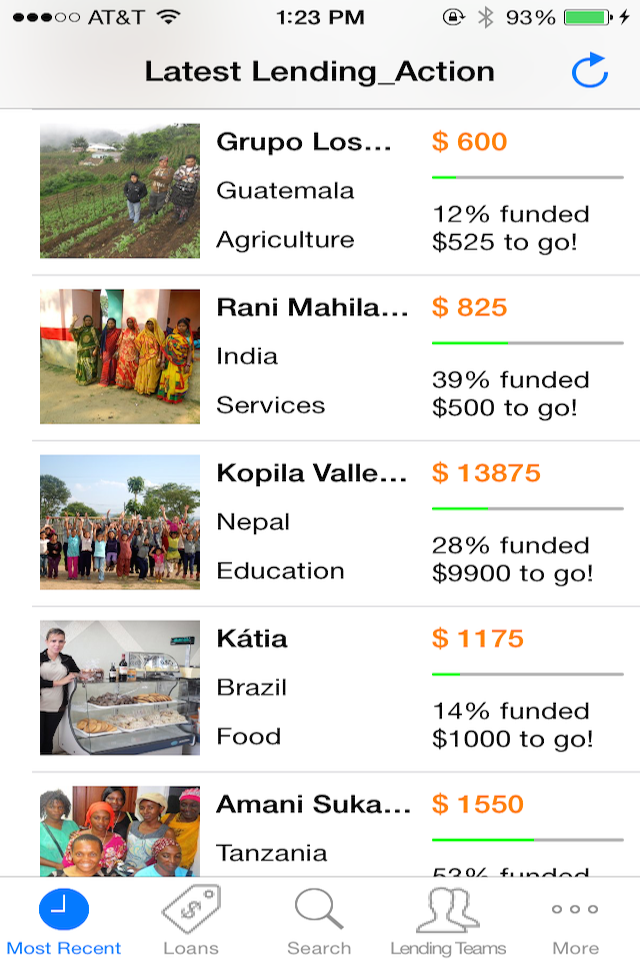 AT&T 1:23 PM 93%
Latest Lending_Action
Grupo Los... $ 600
Guatemala
12% funded
Agriculture
$525 to go!
Rani Mahila... $ 825
India
39% funded
Services
$500 to go!
Kopila Valle... $ 13875
Nepal
28% funded
Education
$9900 to go!
Kátia $ 1175
Brazil
14% funded
Food
$1000 to go!
Amani Suka... $ 1550
Tanzania
53% funded
Most Recent Loans Search Lending Teams More